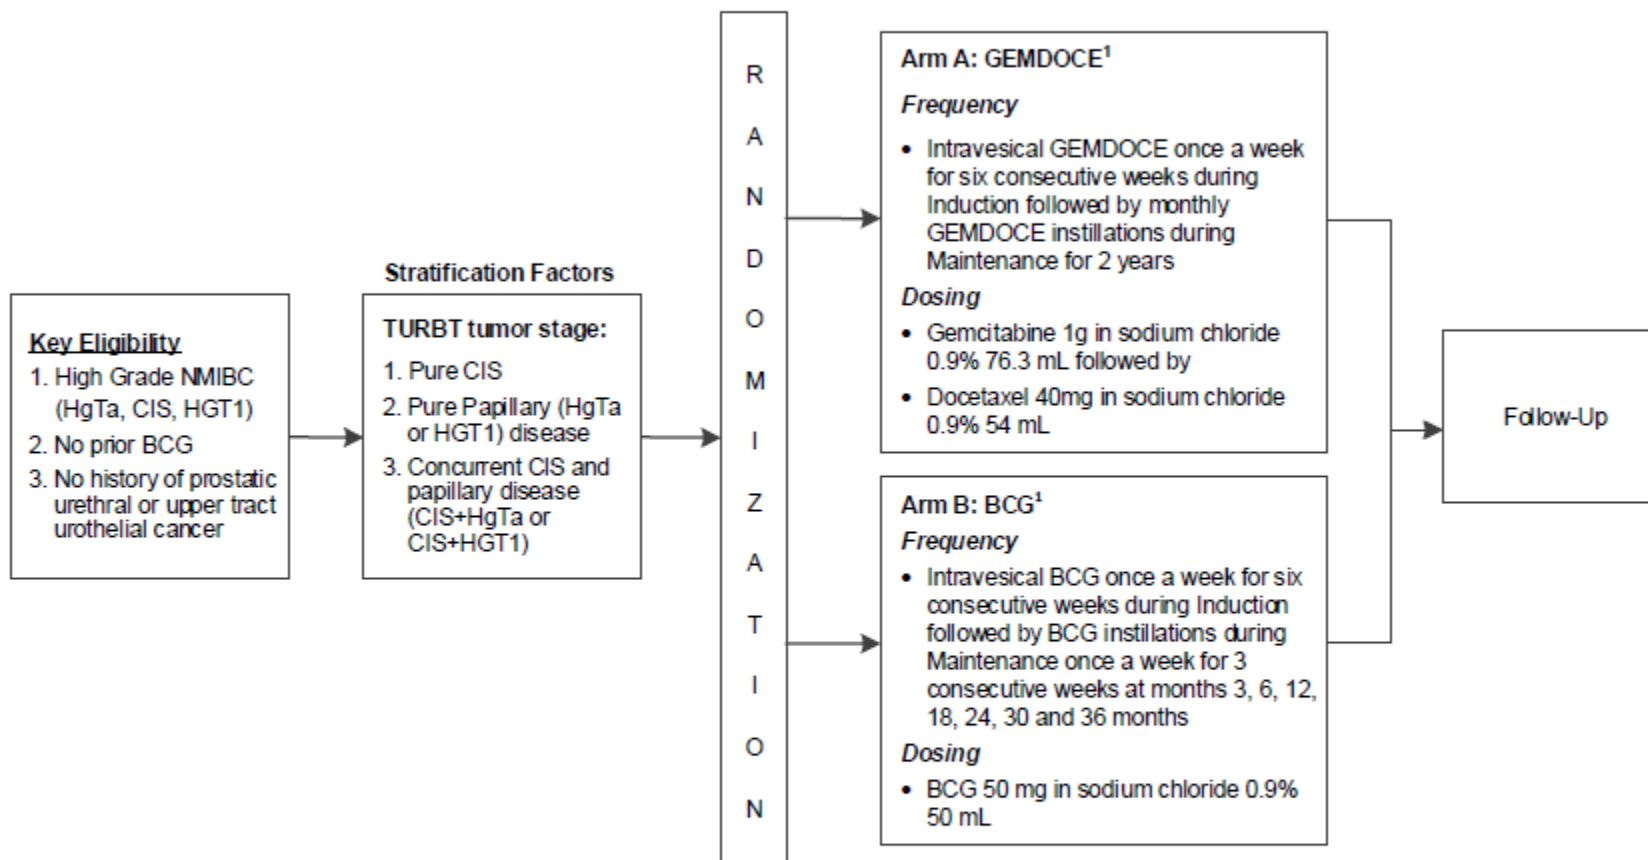 Key Eligibility
1. High Grade NMIBC
(HgTa, CIS, HGT1)
2. No prior BCG
3. No history of prostatic
urethral or upper tract
urothelial cancer
Stratification Factors
TURBT tumor stage:
1. Pure CIS
2. Pure Papillary (HgTa
or HGT1) disease
3. Concurrent CIS and
papillary disease
(CIS+HgTa or
CIS+HGT1)
R
A
N
D
O
M
I
Z
A
T
I
O
N
Arm A: GEMDOCE¹
Frequency
• Intravesical GEMDOCE once a week
for six consecutive weeks during
Induction followed by monthly
GEMDOCE instillations during
Maintenance for 2 years
Dosing
• Gemcitabine 1g in sodium chloride
0.9% 76.3 mL followed by
• Docetaxel 40mg in sodium chloride
0.9% 54 mL
Arm B: BCG¹
Frequency
• Intravesical BCG once a week for six
consecutive weeks during Induction
followed by BCG instillations during
Maintenance once a week for 3
consecutive weeks at months 3, 6, 12,
18, 24, 30 and 36 months
Dosing
• BCG 50 mg in sodium chloride 0.9%
50 mL
Follow-Up